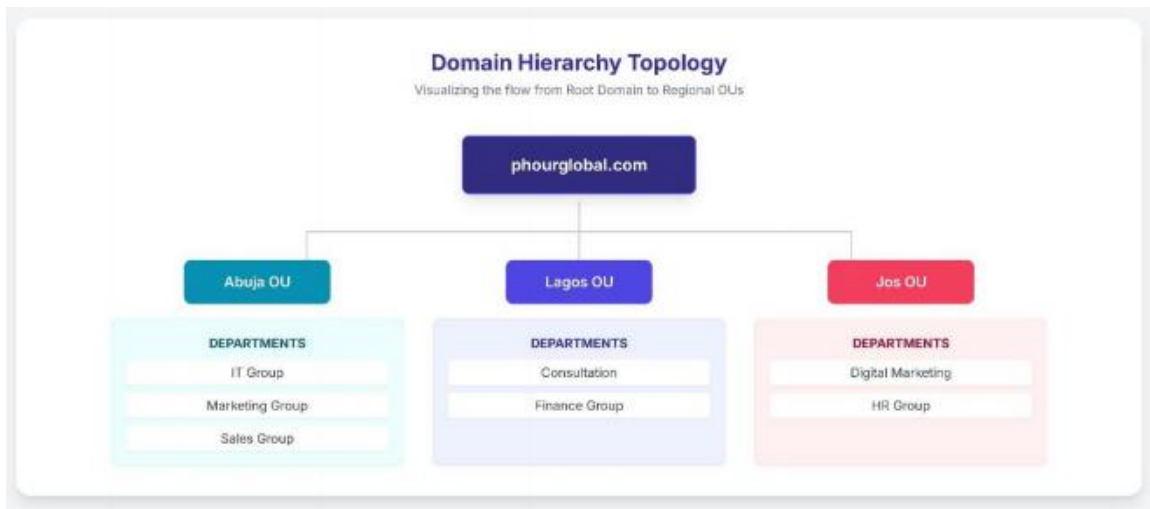 Domain Hierarchy Topology
Visualizing the flow from Root Domain to Regional OUs
phourglobal.com
Abuja OU
Lagos OU
Jos OU
DEPARTMENTS
IT Group
Marketing Group
Sales Group
DEPARTMENTS
Consultation
Finance Group
DEPARTMENTS
Digital Marketing
HR Group